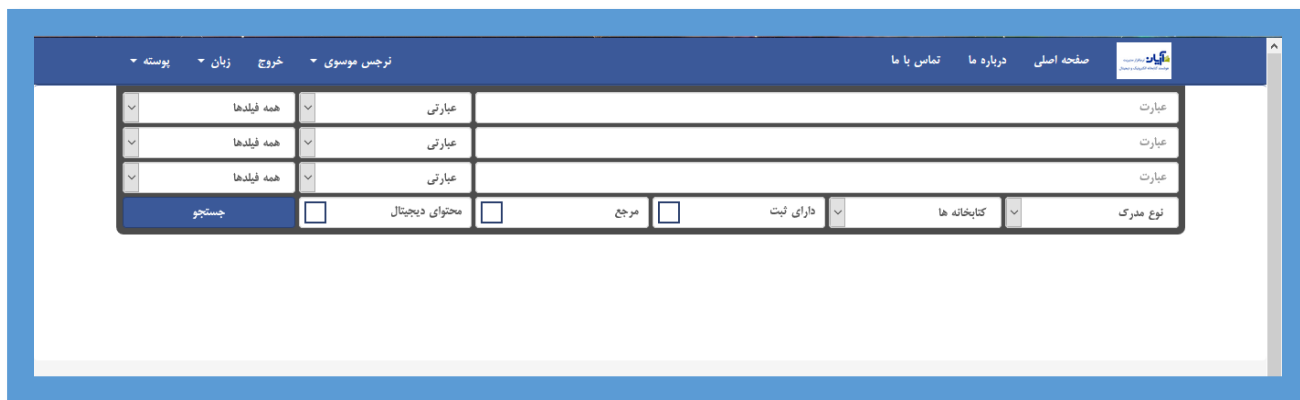 صفحه اصلی درباره ما تماس با ما نرجس موسوی خروج زبان پوسته
عبارت عبارتی همه فیلدها
عبارت عبارتی همه فیلدها
عبارت عبارتی همه فیلدها
نوع مدرک کتابخانه ها دارای ثبت مرجع محتوای دیجیتال جستجو